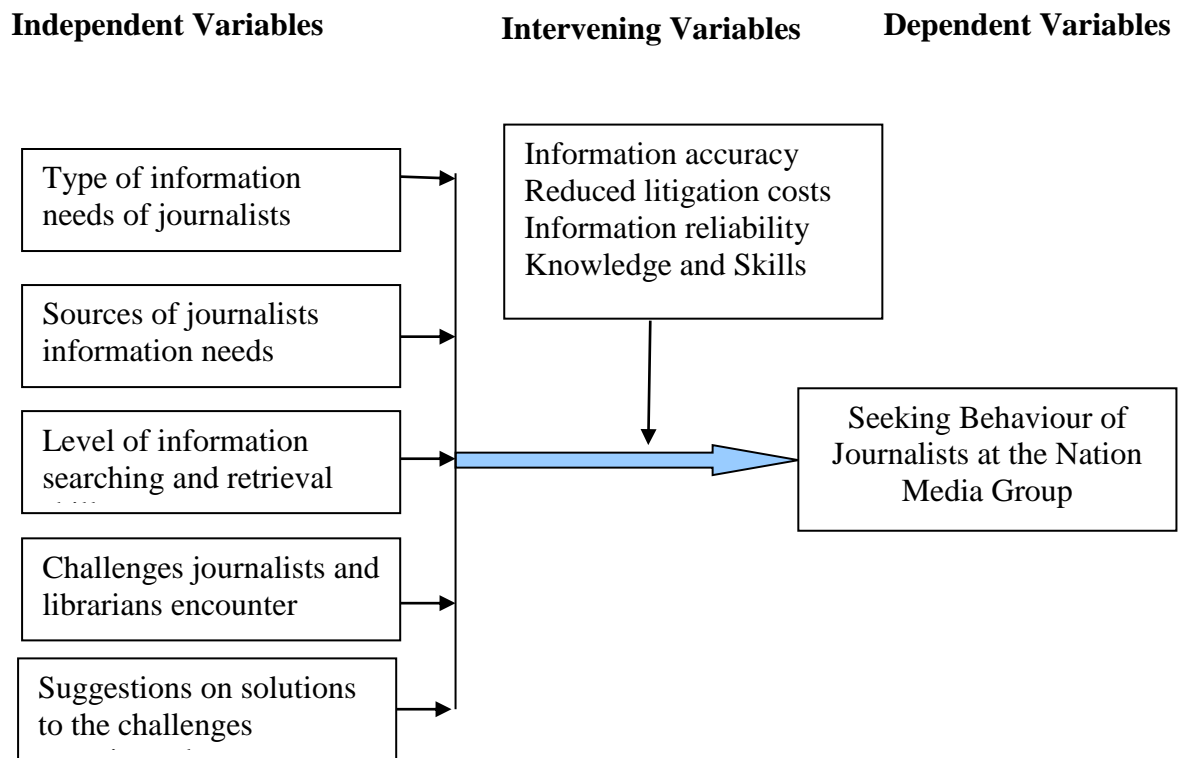 Independent Variables
Intervening Variables
Dependent Variables
Type of information
needs of journalists
Sources of journalists
information needs
Level of information
searching and retrieval
Challenges journalists and
librarians encounter
Suggestions on solutions
to the challenges
Information accuracy
Reduced litigation costs
Information reliability
Knowledge and Skills
Seeking Behaviour of
Journalists at the Nation
Media Group